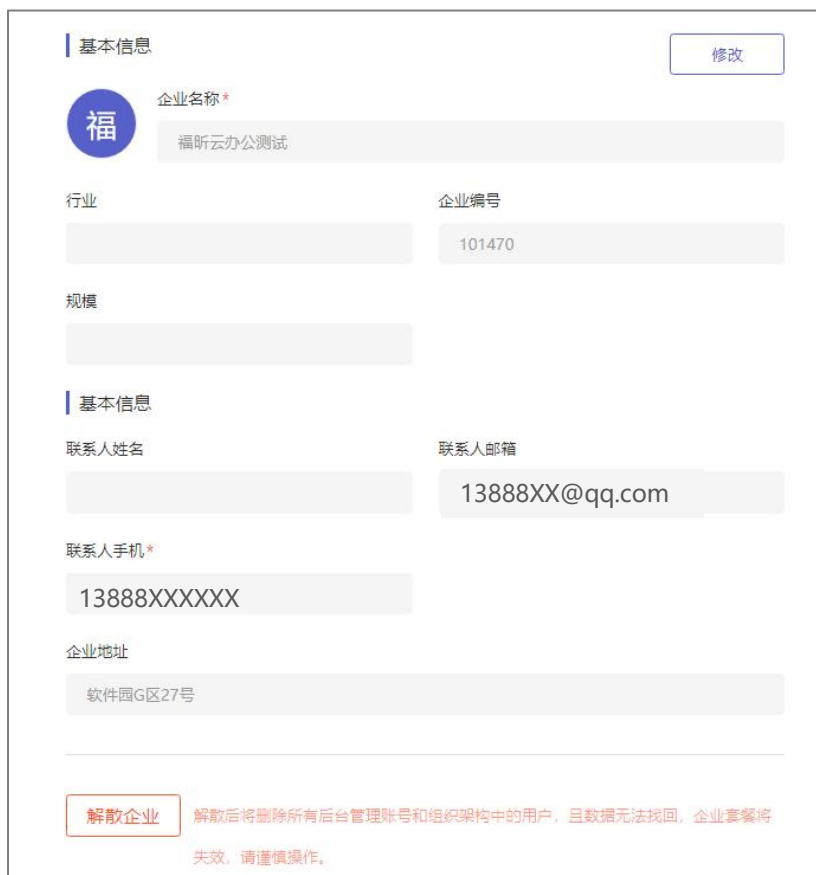 基本信息
修改
福
企业名称*
福昕云办公测试
行业
企业编号
101470
规模
基本信息
联系人姓名
联系人邮箱
13888XX@qq.com
联系人手机*
13888XXXXXX
企业地址
软件园G区27号
解散企业
解散后将删除所有后台管理账号和组织架构中的用户，且数据无法找回，企业套餐将
失效，请谨慎操作。